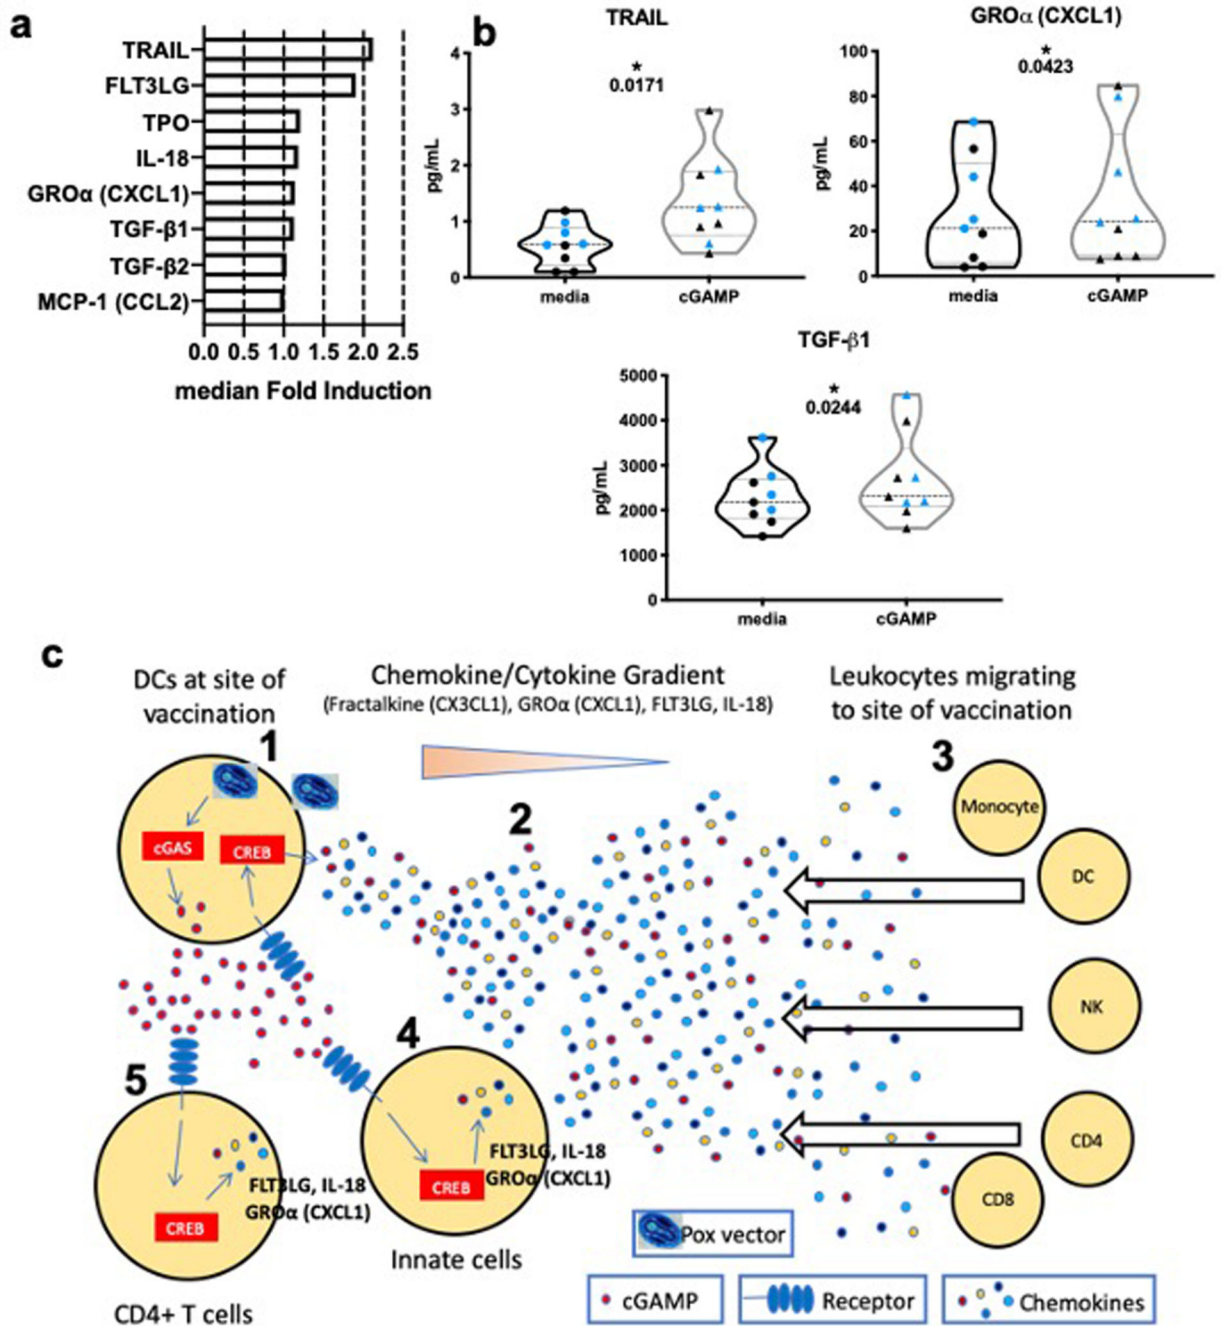 a
TRAIL
FLT3LG
TPO
IL-18
GROα (CXCL1)
TGF-β1
TGF-β2
MCP-1 (CCL2)
0.0 0.5 1.0 1.5 2.0 2.5
median Fold Induction
b
TRAIL
*
0.0171
pg/mL
4
3
2
1
0
media
cGAMP
GROα (CXCL1)
*
0.0423
pg/mL
100
80
60
40
20
0
media
cGAMP
TGF-β1
*
0.0244
pg/mL
5000
4000
3000
2000
1000
0
media
cGAMP
c
DCs at site of
vaccination
Chemokine/Cytokine Gradient
(Fractalkine (CX3CL1), GROα (CXCL1), FLT3LG, IL-18)
Leukocytes migrating
to site of vaccination
1
cGAS
CREB
2
3
Monocyte
DC
NK
CD4
CD8
4
FLT3LG, IL-18
GROα (CXCL1)
CREB
Innate cells
5
FLT3LG, IL-18
GROα (CXCL1)
CREB
CD4+ T cells
Pox vector
cGAMP
Receptor
Chemokines